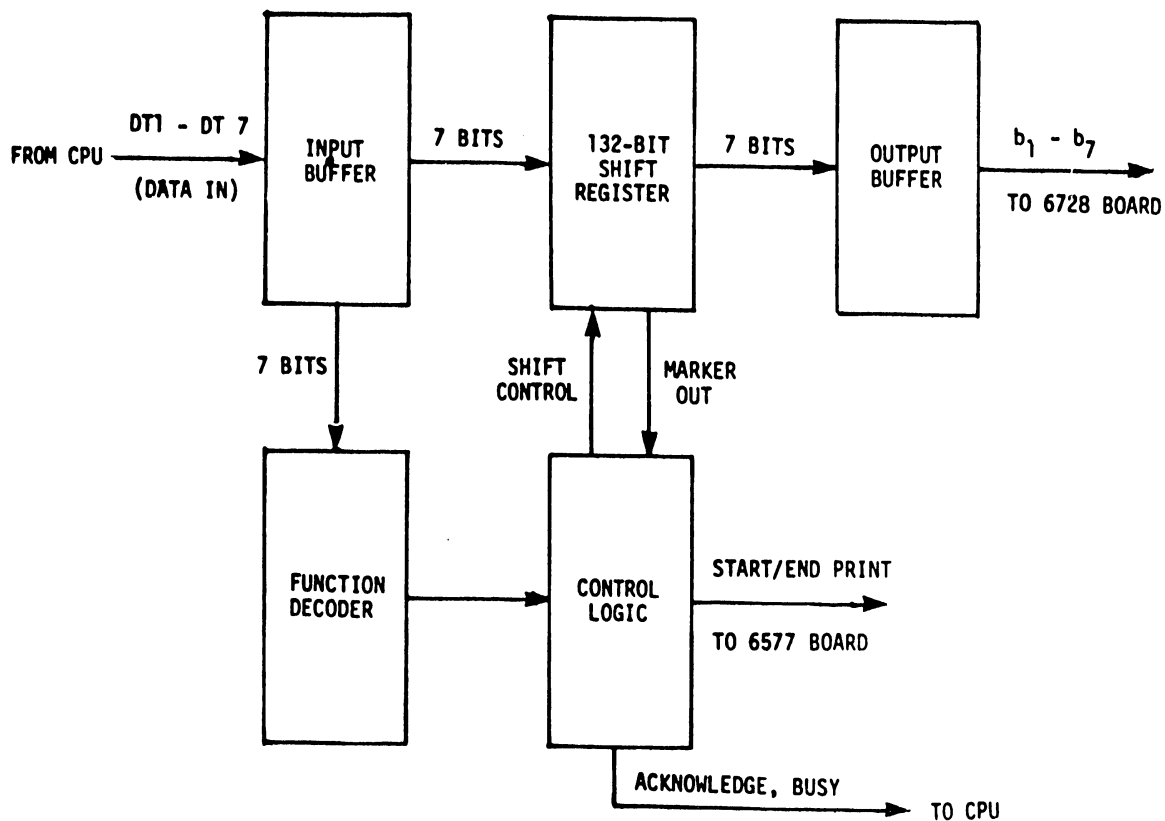 DT1 - DT 7
FROM CPU
(DATA IN)
INPUT
BUFFER
7 BITS
132-BIT
SHIFT
REGISTER
7 BITS
OUTPUT
BUFFER
b₁ - b₇
TO 6728 BOARD
7 BITS
SHIFT
CONTROL
MARKER
OUT
FUNCTION
DECODER
CONTROL
LOGIC
START/END PRINT
TO 6577 BOARD
ACKNOWLEDGE, BUSY
TO CPU